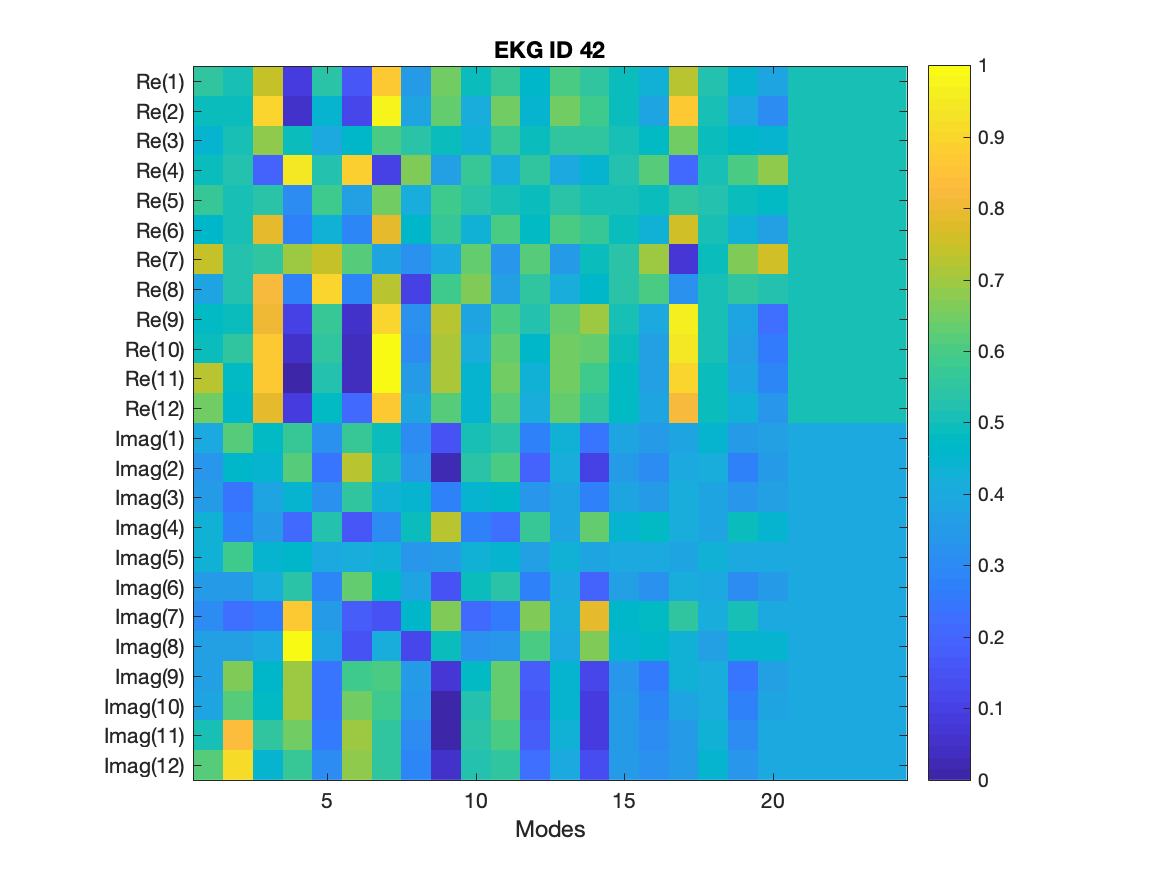 EKG ID 42
Re(1)
Re(2)
Re(3)
Re(4)
Re(5)
Re(6)
Re(7)
Re(8)
Re(9)
Re(10)
Re(11)
Re(12)
Imag(1)
Imag(2)
Imag(3)
Imag(4)
Imag(5)
Imag(6)
Imag(7)
Imag(8)
Imag(9)
Imag(10)
Imag(11)
Imag(12)
5 10 15 20
Modes
1
0.9
0.8
0.7
0.6
0.5
0.4
0.3
0.2
0.1
0